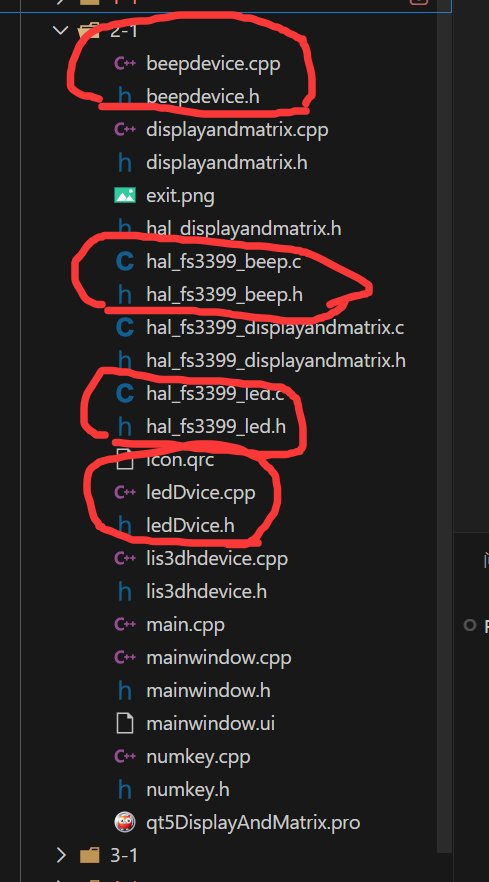 1-1
2-1
beepdevice.cpp
beepdevice.h
displayandmatrix.cpp
displayandmatrix.h
exit.png
hal_displayandmatrix.h
hal_fs3399_beep.c
hal_fs3399_beep.h
hal_fs3399_displayandmatrix.c
hal_fs3399_displayandmatrix.h
hal_fs3399_led.c
hal_fs3399_led.h
icon.qrc
ledDvice.cpp
ledDvice.h
lis3dhdevice.cpp
lis3dhdevice.h
main.cpp
mainwindow.cpp
mainwindow.h
mainwindow.ui
numkey.cpp
numkey.h
qt5DisplayAndMatrix.pro
3-1